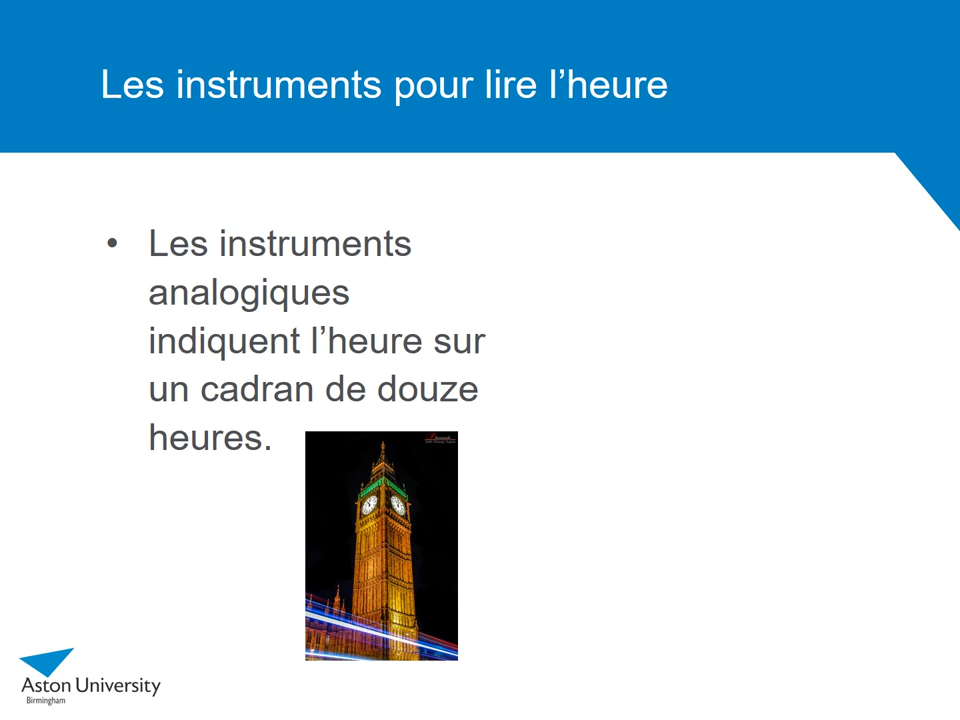 Les instruments pour lire l’heure
• Les instruments
analogiques
indiquent l’heure sur
un cadran de douze
heures.
Aston University
Birmingham